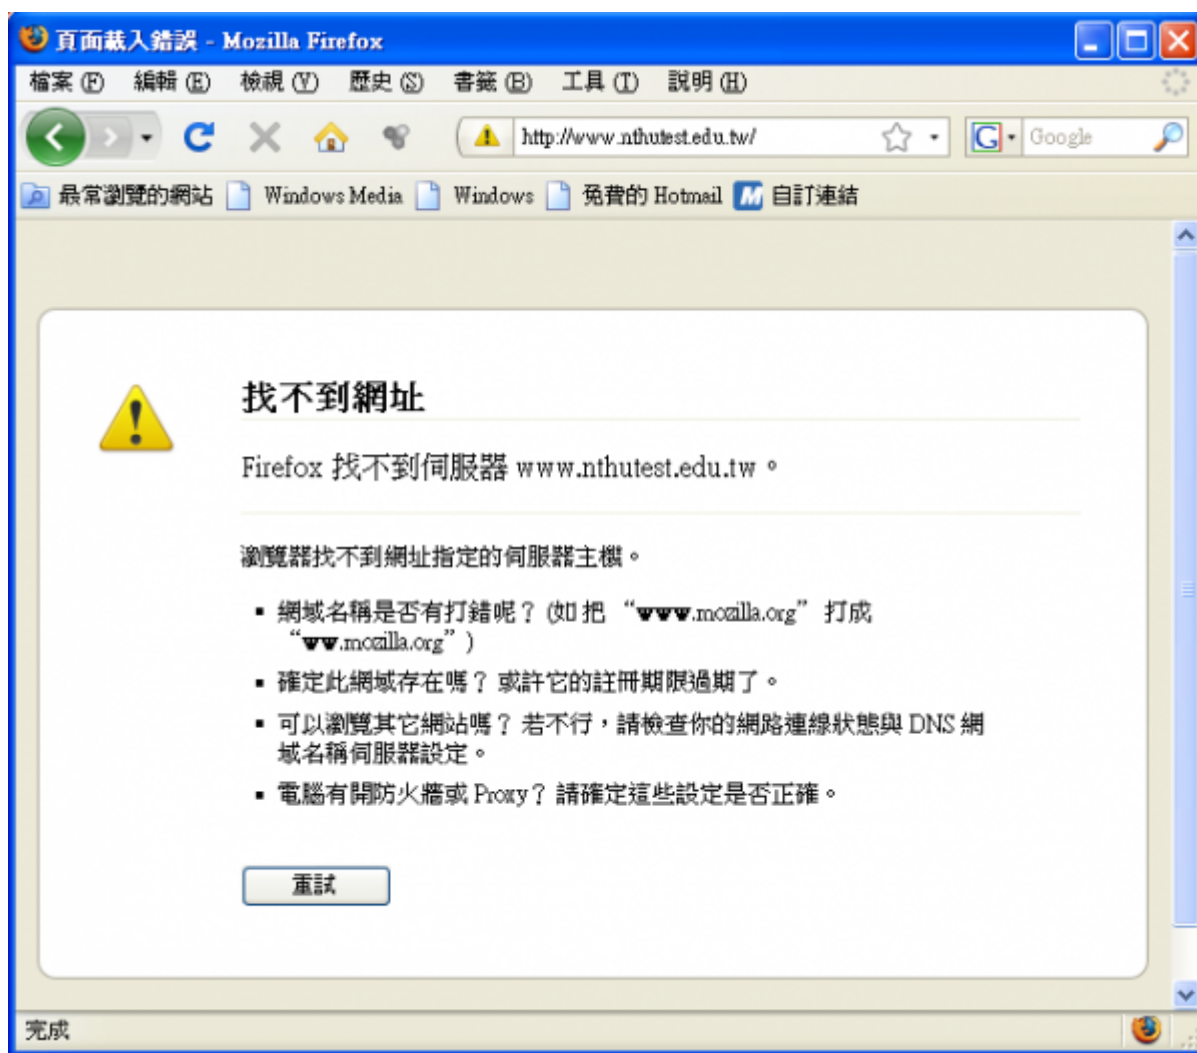 頁面載入錯誤 - Mozilla Firefox
檔案(F) 編輯(E) 檢視(V) 歷史(S) 書籤(B) 工具(T) 說明(H)
http://www.nthutest.edu.tw/ G Google
最常瀏覽的網站 Windows Media Windows 免費的 Hotmail M 自訂連結
找不到網址
Firefox 找不到伺服器 www.nthutest.edu.tw。
瀏覽器找不到網址指定的伺服器主機。
▪ 網域名稱是否有打錯呢？(如 把 “www.mozilla.org” 打成
“ww.mozilla.org”)
▪ 確定此網域存在嗎？或許它的註冊期限過期了。
▪ 可以瀏覽其它網站嗎？若不行，請檢查你的網路連線狀態與 DNS 網
域名稱伺服器設定。
▪ 電腦有開防火牆或 Proxy？請確定這些設定是否正確。
重試
完成